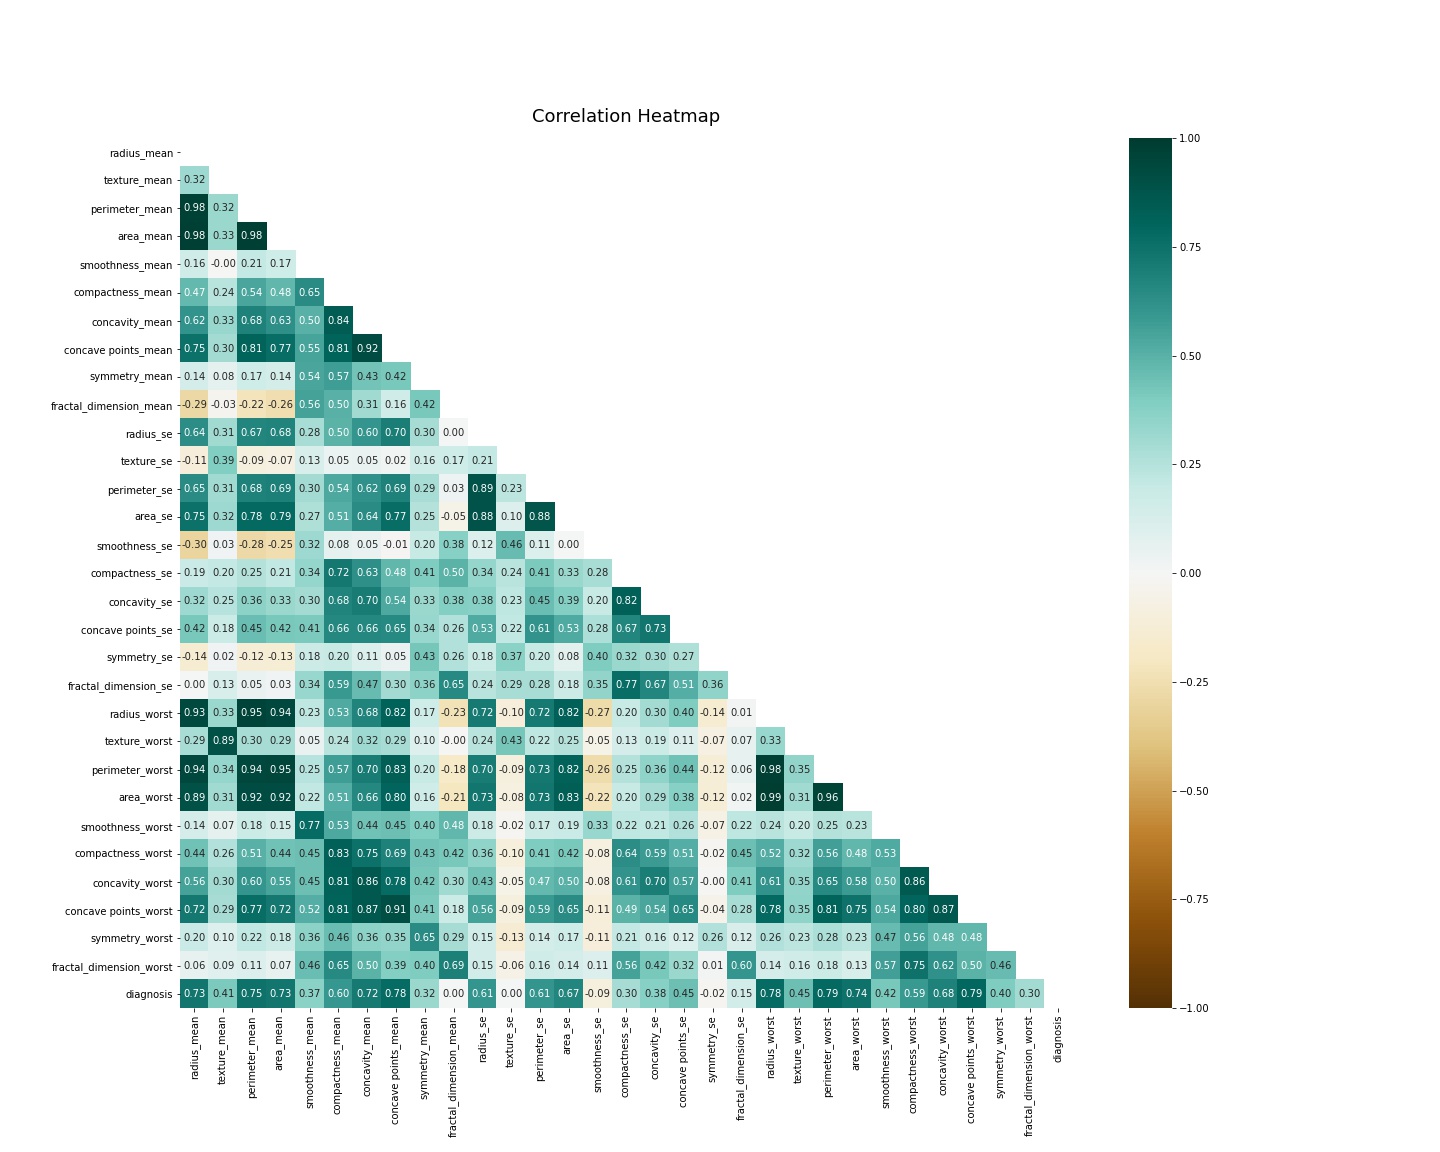 Correlation Heatmap
radius_mean
texture_mean 0.32
perimeter_mean 0.98 0.32
area_mean 0.98 0.33 0.98
smoothness_mean 0.16 -0.00 0.21 0.17
compactness_mean 0.47 0.24 0.54 0.48 0.65
concavity_mean 0.62 0.33 0.68 0.63 0.50 0.84
concave points_mean 0.75 0.30 0.81 0.77 0.55 0.81 0.92
symmetry_mean 0.14 0.08 0.17 0.14 0.54 0.57 0.43 0.42
fractal_dimension_mean -0.29 -0.03 -0.22 -0.26 0.56 0.50 0.31 0.16 0.42
radius_se 0.64 0.31 0.67 0.68 0.28 0.50 0.60 0.70 0.30 0.00
texture_se -0.11 0.39 -0.09 -0.07 0.13 0.05 0.05 0.02 0.16 0.17 0.21
perimeter_se 0.65 0.31 0.68 0.69 0.30 0.54 0.62 0.69 0.29 0.03 0.89 0.23
area_se 0.75 0.32 0.78 0.79 0.27 0.51 0.64 0.77 0.25 -0.05 0.88 0.10 0.88
smoothness_se -0.30 0.03 -0.28 -0.25 0.32 0.08 0.05 -0.01 0.20 0.38 0.12 0.46 0.11 0.00
compactness_se 0.19 0.20 0.25 0.21 0.34 0.72 0.63 0.48 0.41 0.50 0.34 0.24 0.41 0.33 0.28
concavity_se 0.32 0.25 0.36 0.33 0.30 0.68 0.70 0.54 0.33 0.38 0.38 0.23 0.45 0.39 0.20 0.82
concave points_se 0.42 0.18 0.45 0.42 0.41 0.66 0.66 0.65 0.34 0.26 0.53 0.22 0.61 0.53 0.28 0.67 0.73
symmetry_se -0.14 0.02 -0.12 -0.13 0.18 0.20 0.11 0.05 0.43 0.26 0.18 0.37 0.20 0.08 0.40 0.32 0.30 0.27
fractal_dimension_se 0.00 0.13 0.05 0.03 0.34 0.59 0.47 0.30 0.36 0.65 0.24 0.29 0.28 0.18 0.35 0.77 0.67 0.51 0.36
radius_worst 0.93 0.33 0.95 0.94 0.23 0.53 0.68 0.82 0.17 -0.23 0.72 -0.10 0.72 0.82 -0.27 0.20 0.30 0.40 -0.14 0.01
texture_worst 0.29 0.89 0.30 0.29 0.05 0.24 0.32 0.29 0.10 -0.00 0.24 0.43 0.22 0.25 -0.05 0.13 0.19 0.11 -0.07 0.07 0.33
perimeter_worst 0.94 0.34 0.94 0.95 0.25 0.57 0.70 0.83 0.20 -0.18 0.70 -0.09 0.73 0.82 -0.26 0.25 0.36 0.44 -0.12 0.06 0.98 0.35
area_worst 0.89 0.31 0.92 0.92 0.22 0.51 0.66 0.80 0.16 -0.21 0.73 -0.08 0.73 0.83 -0.22 0.20 0.29 0.38 -0.12 0.02 0.99 0.31 0.96
smoothness_worst 0.14 0.07 0.18 0.15 0.77 0.53 0.44 0.45 0.40 0.48 0.18 -0.02 0.17 0.19 0.33 0.22 0.21 0.26 -0.07 0.22 0.24 0.20 0.25 0.23
compactness_worst 0.44 0.26 0.51 0.44 0.45 0.83 0.75 0.69 0.43 0.42 0.36 -0.10 0.41 0.42 -0.08 0.64 0.59 0.51 -0.02 0.45 0.52 0.32 0.56 0.48 0.53
concavity_worst 0.56 0.30 0.60 0.55 0.45 0.81 0.86 0.78 0.42 0.30 0.43 -0.05 0.47 0.50 -0.08 0.61 0.70 0.57 -0.00 0.41 0.61 0.35 0.65 0.58 0.50 0.86
concave points_worst 0.72 0.29 0.77 0.72 0.52 0.81 0.87 0.91 0.41 0.18 0.56 -0.09 0.59 0.65 -0.11 0.49 0.54 0.65 -0.04 0.28 0.78 0.35 0.81 0.75 0.54 0.80 0.87
symmetry_worst 0.20 0.10 0.22 0.18 0.36 0.46 0.36 0.35 0.65 0.29 0.15 -0.13 0.14 0.17 -0.11 0.21 0.16 0.12 0.26 0.12 0.26 0.23 0.28 0.23 0.47 0.56 0.48 0.48
fractal_dimension_worst 0.06 0.09 0.11 0.07 0.46 0.65 0.50 0.39 0.40 0.69 0.15 -0.06 0.16 0.14 0.11 0.56 0.42 0.32 0.01 0.60 0.14 0.16 0.18 0.13 0.57 0.75 0.62 0.50 0.46
diagnosis 0.73 0.41 0.75 0.73 0.37 0.60 0.72 0.78 0.32 0.00 0.61 0.00 0.61 0.67 -0.09 0.30 0.38 0.45 -0.02 0.15 0.78 0.45 0.79 0.74 0.42 0.59 0.68 0.79 0.40 0.30
radius_mean
texture_mean
perimeter_mean
area_mean
smoothness_mean
compactness_mean
concavity_mean
concave points_mean
symmetry_mean
fractal_dimension_mean
radius_se
texture_se
perimeter_se
area_se
smoothness_se
compactness_se
concavity_se
concave points_se
symmetry_se
fractal_dimension_se
radius_worst
texture_worst
perimeter_worst
area_worst
smoothness_worst
compactness_worst
concavity_worst
concave points_worst
symmetry_worst
fractal_dimension_worst
diagnosis
1.00
0.75
0.50
0.25
0.00
−0.25
−0.50
−0.75
−1.00